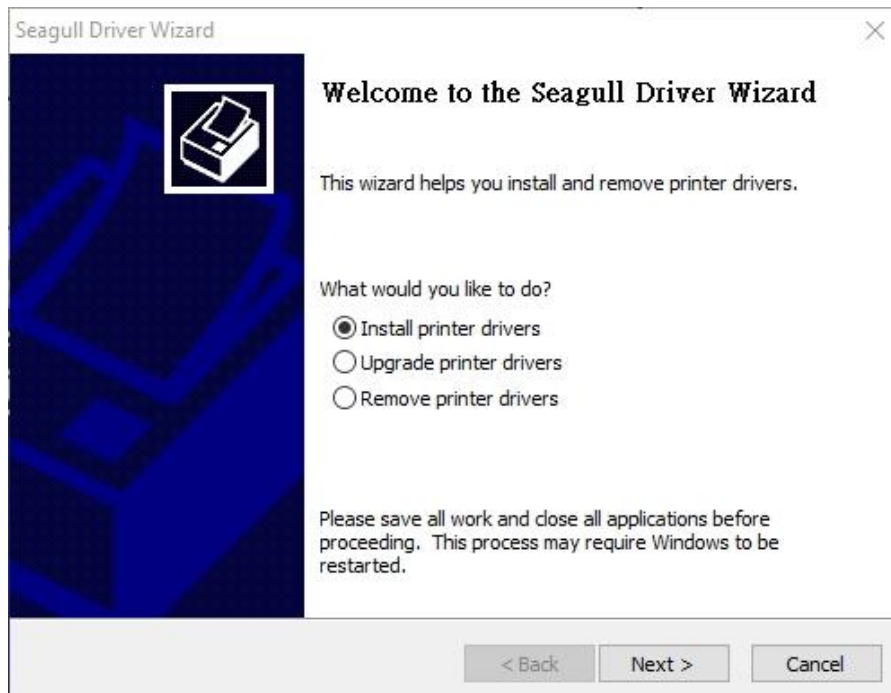 Seagull Driver Wizard
Welcome to the Seagull Driver Wizard
This wizard helps you install and remove printer drivers.
What would you like to do?
Install printer drivers
Upgrade printer drivers
Remove printer drivers
Please save all work and close all applications before
proceeding.  This process may require Windows to be
restarted.
< Back
Next >
Cancel